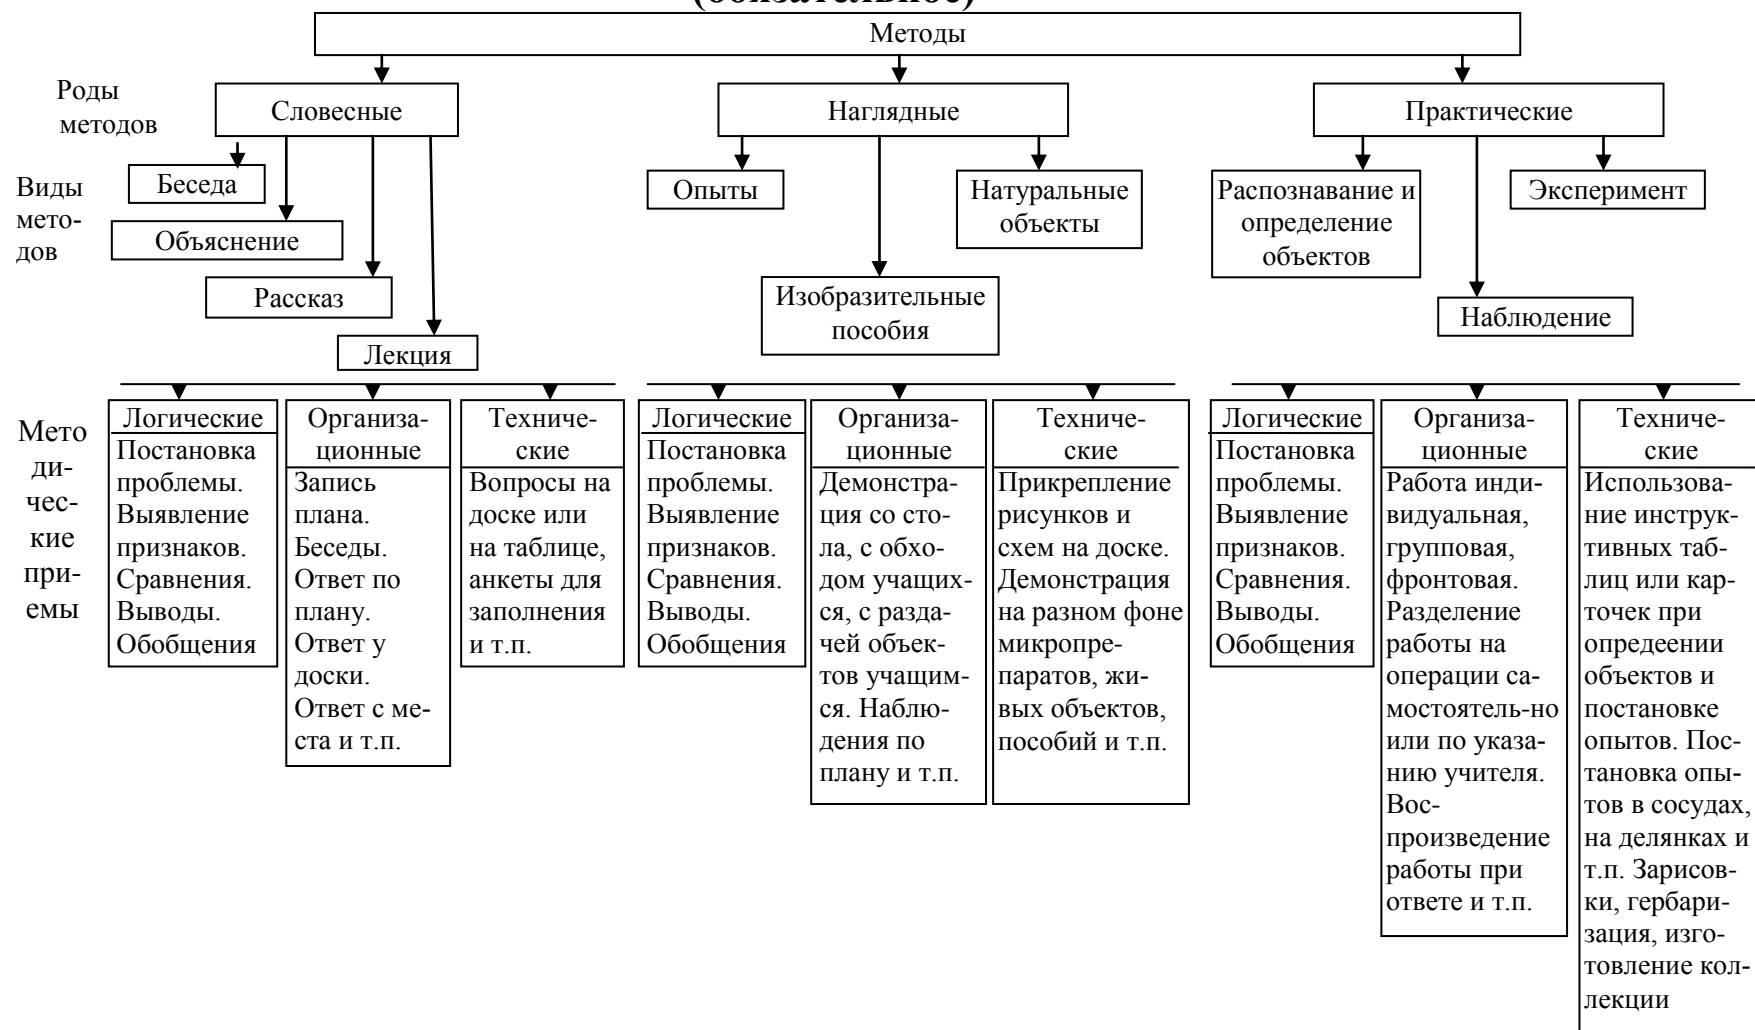 (обязательное)
Методы
Роды
методов
Словесные
Наглядные
Практические
Виды
мето-
дов
Беседа
Объяснение
Рассказ
Лекция
Опыты
Натуральные
объекты
Изобразительные
пособия
Распознавание и
определение
объектов
Эксперимент
Наблюдение
Мето
ди-
чес-
кие
при-
емы
Логические
Постановка
проблемы.
Выявление
признаков.
Сравнения.
Выводы.
Обобщения
Организа-
ционные
Запись
плана.
Беседы.
Ответ по
плану.
Ответ у
доски.
Ответ с ме-
ста и т.п.
Техниче-
ские
Вопросы на
доске или
на таблице,
анкеты для
заполнения
и т.п.
Логические
Постановка
проблемы.
Выявление
признаков.
Сравнения.
Выводы.
Обобщения
Организа-
ционные
Демонстра-
ция со сто-
ла, с обхо-
дом учащих-
ся, с разда-
чей объек-
тов учащим-
ся. Наблю-
дения по
плану и т.п.
Техниче-
ские
Прикрепление
рисунков и
схем на доске.
Демонстрация
на разном фоне
микропре-
паратов, жи-
вых объектов,
пособий и т.п.
Логические
Постановка
проблемы.
Выявление
признаков.
Сравнения.
Выводы.
Обобщения
Организа-
ционные
Работа инди-
видуальная,
групповая,
фронтовая.
Разделение
работы на
операции са-
мостоятель-но
или по указа-
нию учителя.
Вос-
произведение
работы при
ответе и т.п.
Техниче-
ские
Использова-
ние инструк-
тивных таб-
лиц или кар-
точек при
опредеении
объектов и
постановке
опытов. Пос-
тановка опы-
тов в сосудах,
на делянках и
т.п. Зарисов-
ки, гербари-
зация, изго-
товление кол-
лекции